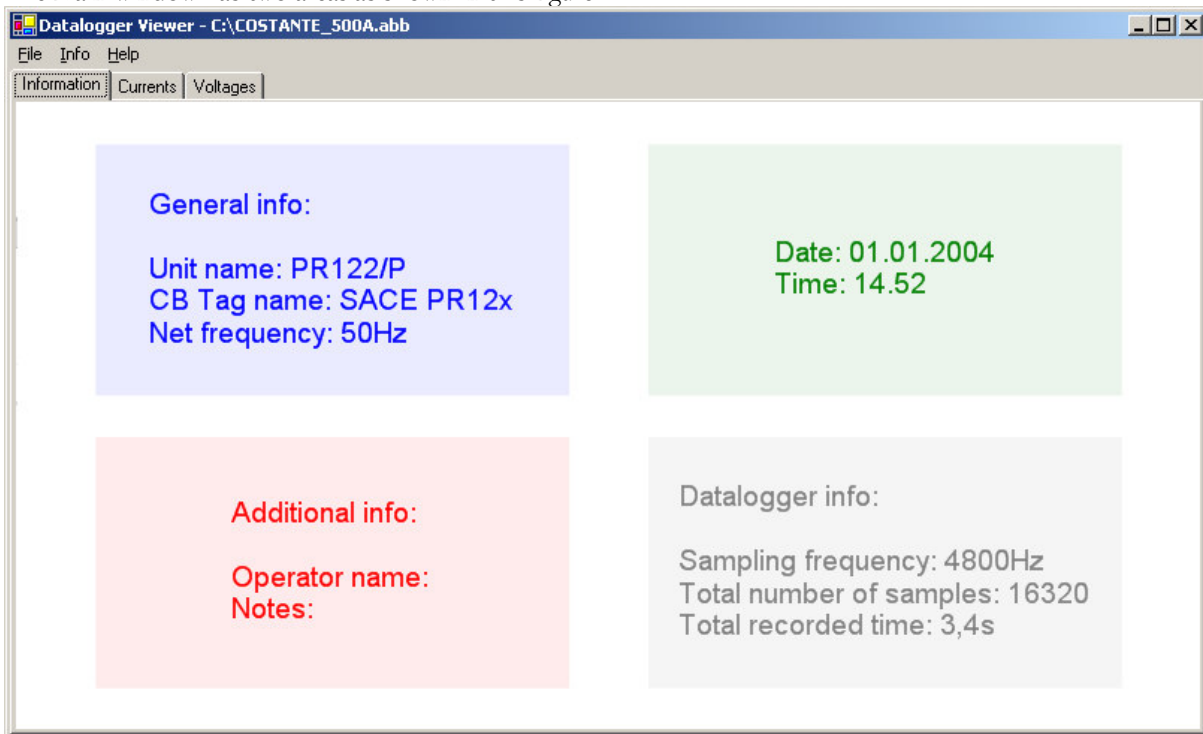 Datalogger Viewer - C:\COSTANTE_500A.abb
File Info Help
Information Currents Voltages
General info:
Unit name: PR122/P
CB Tag name: SACE PR12x
Net frequency: 50Hz
Date: 01.01.2004
Time: 14.52
Additional info:
Operator name:
Notes:
Datalogger info:
Sampling frequency: 4800Hz
Total number of samples: 16320
Total recorded time: 3,4s